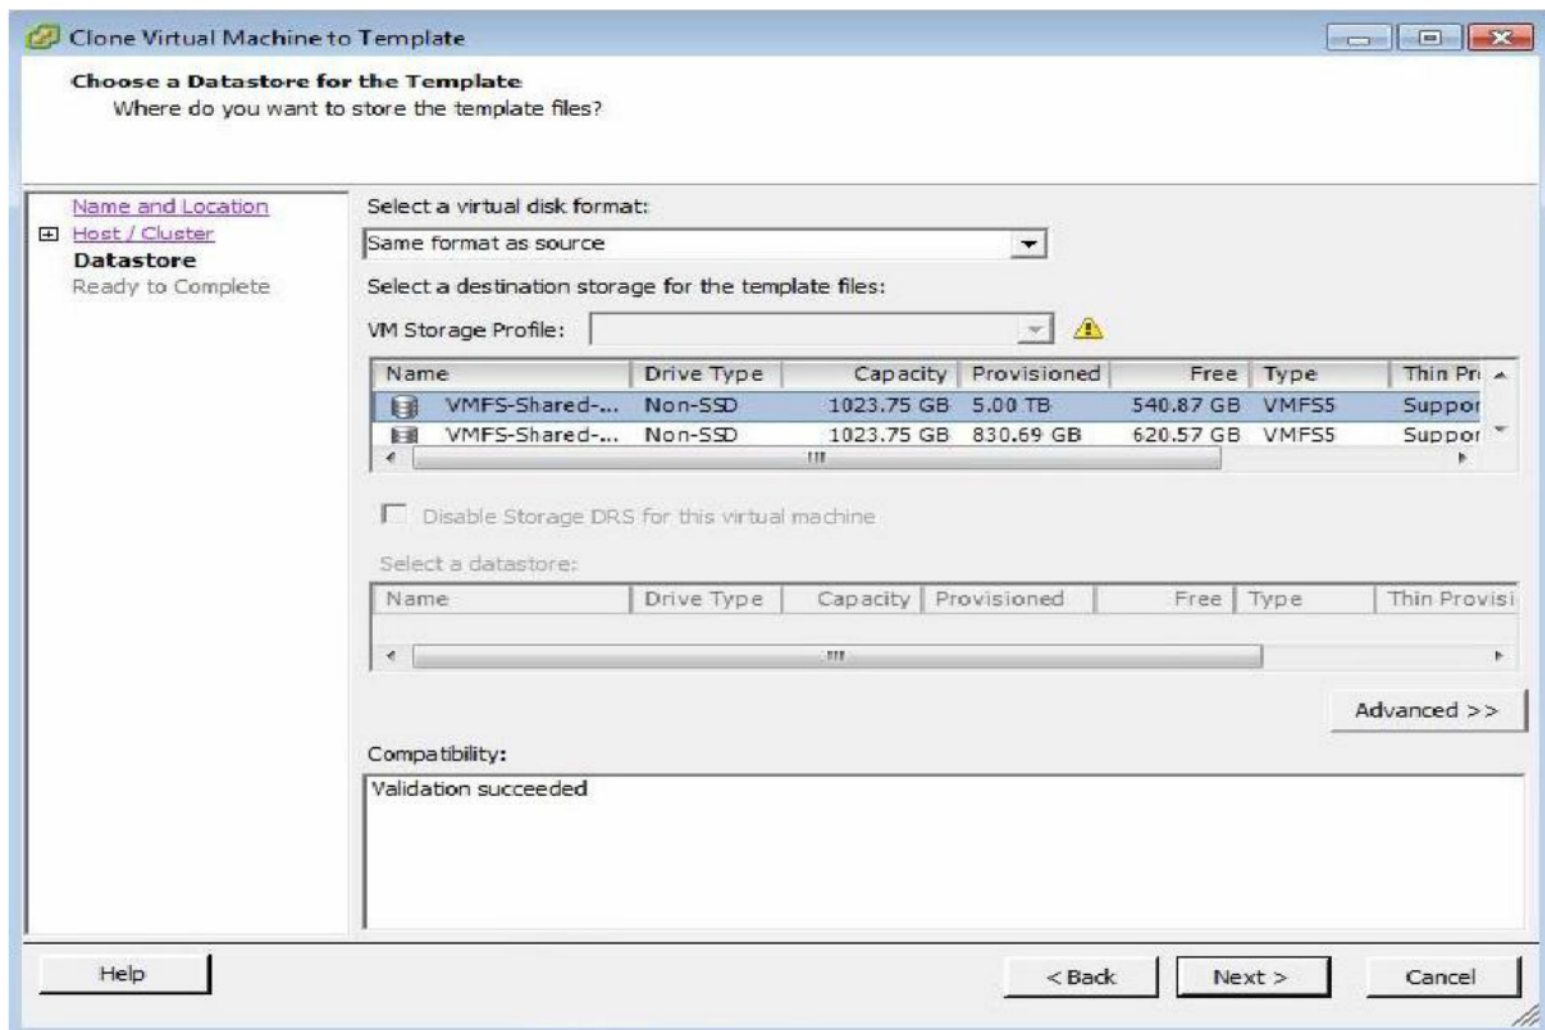 Clone Virtual Machine to Template
Choose a Datastore for the Template
Where do you want to store the template files?
Name and Location
Host / Cluster
Datastore
Ready to Complete
Select a virtual disk format:
Same format as source
Select a destination storage for the template files:
VM Storage Profile:
Name Drive Type Capacity Provisioned Free Type Thin Pr
VMFS-Shared-... Non-SSD 1023.75 GB 5.00 TB 540.87 GB VMFS5 Suppor
VMFS-Shared-... Non-SSD 1023.75 GB 830.69 GB 620.57 GB VMFS5 Suppor
Disable Storage DRS for this virtual machine
Select a datastore:
Name Drive Type Capacity Provisioned Free Type Thin Provisi
Advanced >>
Compatibility:
Validation succeeded
Help < Back Next > Cancel